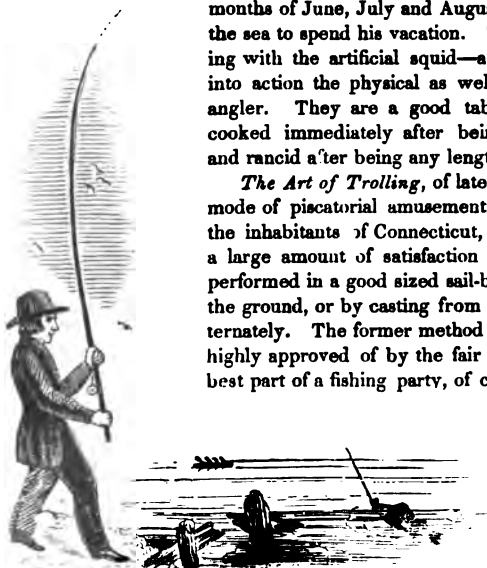 months of June, July and Augu
the sea to spend his vacation.
ing with the artificial squid—a
into action the physical as wel
angler. They are a good tab
cooked immediately after bein
and rancid after being any lengt
The Art of Trolling, of late
mode of piscatorial amusement
the inhabitants of Connecticut,
a large amount of satisfaction
performed in a good sized sail-b
the ground, or by casting from
ternately. The former method
highly approved of by the fair
best part of a fishing party, of c